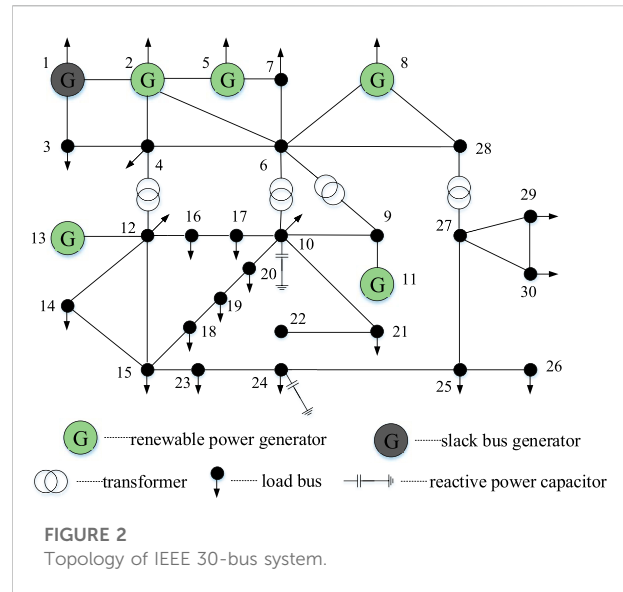 1 2 5 7 8
G G G G
3 4 6 28
29
13 G 12 16 17 10 9 27
20 G 11 30
14 19 22
18 21
15 23 24 25 26
G renewable power generator G slack bus generator
transformer load bus reactive power capacitor
FIGURE 2
Topology of IEEE 30-bus system.